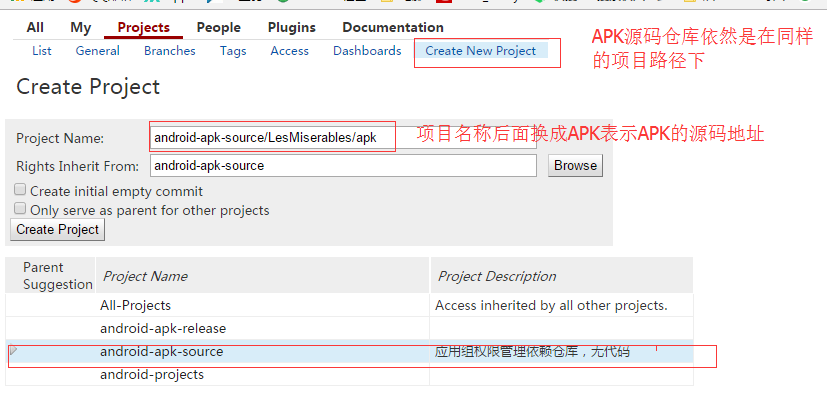 All My Projects People Plugins Documentation
List General Branches Tags Access Dashboards Create New Project
APK源码仓库依然是在同样
的项目路径下
Create Project
Project Name: android-apk-source/LesMiserables/apk
项目名称后面换成APK表示APK的源码地址
Rights Inherit From: android-apk-source Browse
Create initial empty commit
Only serve as parent for other projects
Create Project
Parent
Suggestion Project Name Project Description
All-Projects Access inherited by all other projects.
android-apk-release
android-apk-source 应用组权限管理依赖仓库，无代码
android-projects